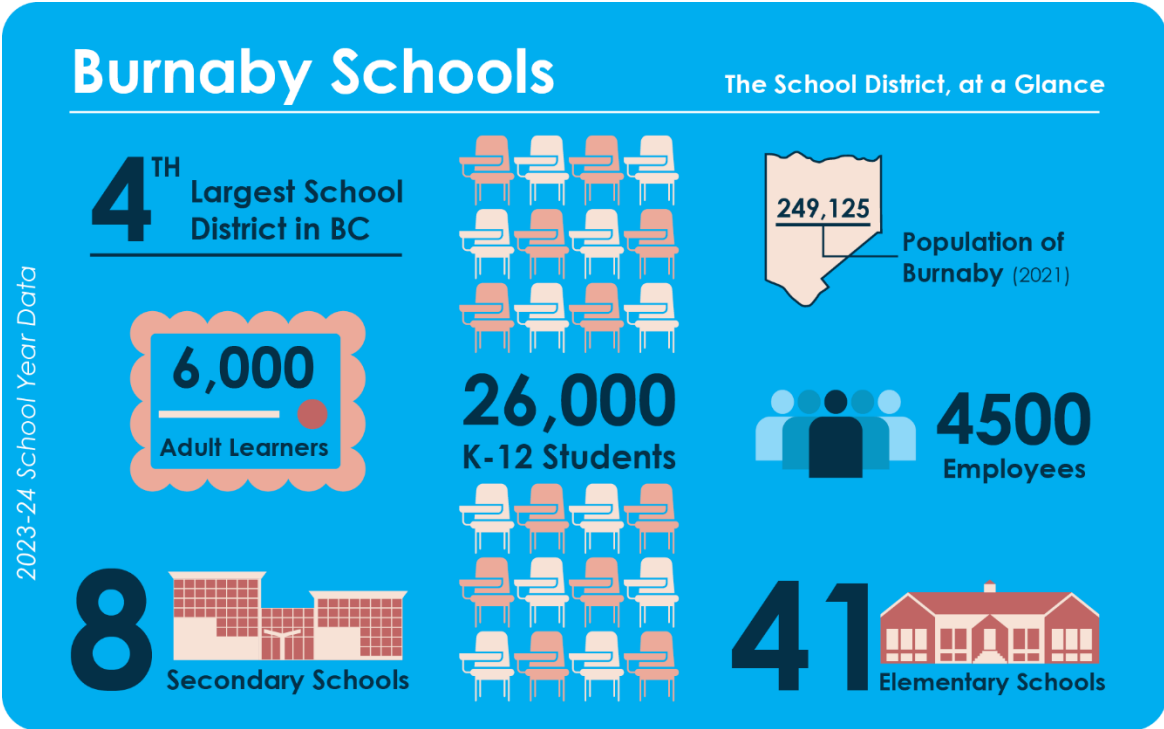 Burnaby Schools
The School District, at a Glance
4TH
Largest School
District in BC
249,125
Population of
Burnaby (2021)
6,000
Adult Learners
26,000
K-12 Students
4500
Employees
8
Secondary Schools
41
Elementary Schools
2023-24 School Year Data